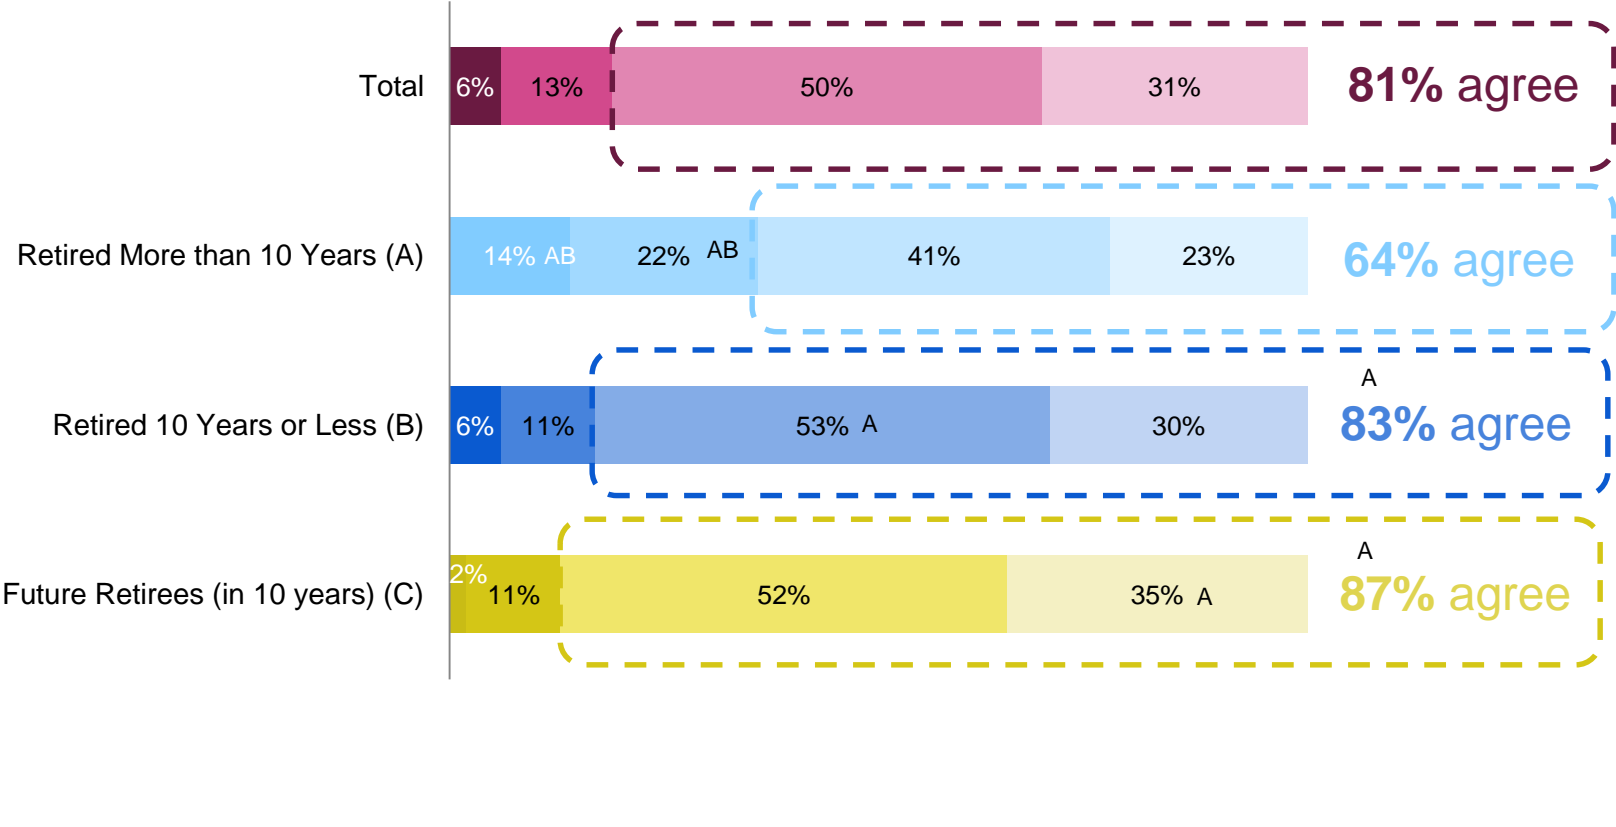 Total 6% 13% 50% 31% 81% agree
Retired More than 10 Years (A) 14% AB 22% AB 41% 23% 64% agree
A
Retired 10 Years or Less (B) 6% 11% 53% A 30% 83% agree
A
Future Retirees (in 10 years) (C) 2% 11% 52% 35% A 87% agree